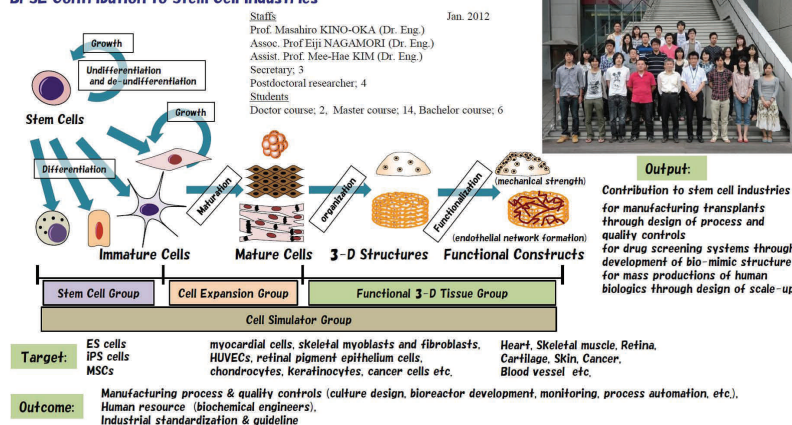 BPSE Contribution to Stem Cell Industries
Staffs
Jan. 2012
Prof. Masahiro KINO-OKA (Dr. Eng.)
Assoc. Prof Eiji NAGAMORI (Dr. Eng.)
Assist. Prof. Mee-Hae KIM (Dr. Eng.)
Secretary; 3
Postdoctoral researcher; 4
Students
Doctor course; 2, Master course; 14, Bachelor course; 6
Growth
Undifferentiation
and de-undifferentiation
Stem Cells
Growth
Differentiation
Maturation
organization
Functionalization
(mechanical strength)
(endothelial network formation)
Immature Cells
Mature Cells
3-D Structures
Functional Constructs
Output:
Contribution to stem cell industries
for manufacturing transplants
through design of process and
quality controls
for drug screening systems through
development of bio-mimic structure
for mass productions of human
biologics through design of scale-up
Stem Cell Group
Cell Expansion Group
Functional 3-D Tissue Group
Cell Simulator Group
Target:
ES cells
iPS cells
MSCs
myocardial cells, skeletal myoblasts and fibroblasts,
HUVECs, retinal pigment epithelium cells,
chondrocytes, keratinocytes, cancer cells etc.
Heart, Skeletal muscle, Retina,
Cartilage, Skin, Cancer,
Blood vessel etc.
Outcome:
Manufacturing process & quality controls (culture design, bioreactor development, monitoring, process automation, etc.),
Human resource (biochemical engineers),
Industrial standardization & guideline